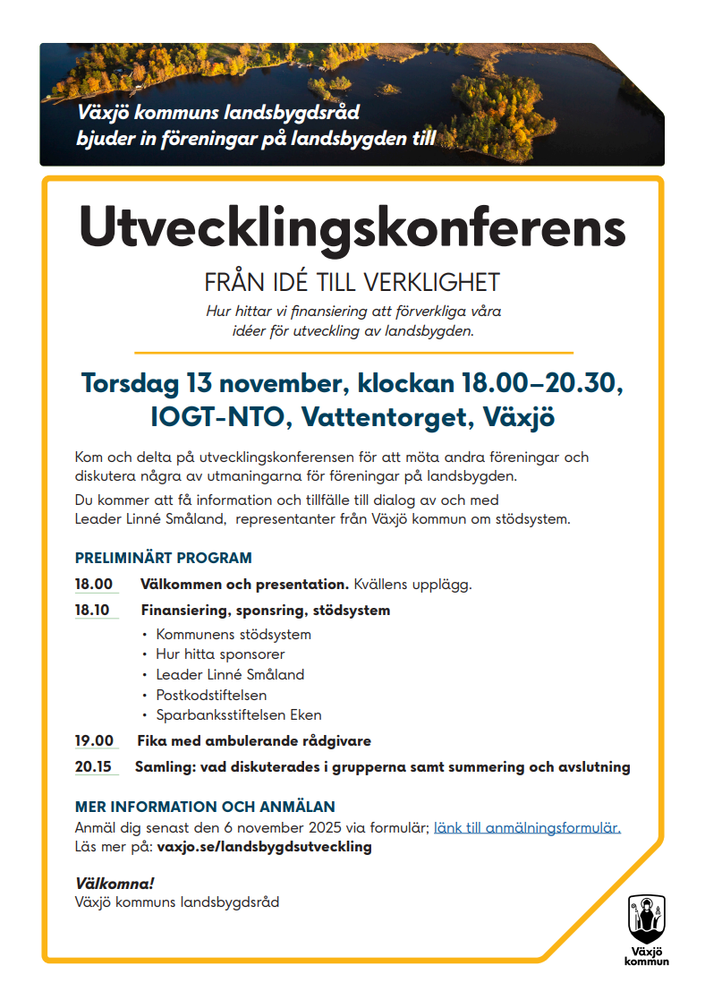 Växjö kommuns landsbygdsråd
bjuder in föreningar på landsbygden till
Utvecklingskonferens
FRÅN IDÉ TILL VERKLIGHET
Hur hittar vi finansiering att förverkliga våra
idéer för utveckling av landsbygden.
Torsdag 13 november, klockan 18.00–20.30,
IOGT-NTO, Vattentorget, Växjö
Kom och delta på utvecklingskonferensen för att möta andra föreningar och
diskutera några av utmaningarna för föreningar på landsbygden.
Du kommer att få information och tillfälle till dialog av och med
Leader Linné Småland,  representanter från Växjö kommun om stödsystem.
PRELIMINÄRT PROGRAM
18.00 Välkommen och presentation. Kvällens upplägg.
18.10 Finansiering, sponsring, stödsystem
• Kommunens stödsystem
• Hur hitta sponsorer
• Leader Linné Småland
• Postkodstiftelsen
• Sparbanksstiftelsen Eken
19.00 Fika med ambulerande rådgivare
20.15 Samling: vad diskuterades i grupperna samt summering och avslutning
MER INFORMATION OCH ANMÄLAN
Anmäl dig senast den 6 november 2025 via formulär; länk till anmälningsformulär.
Läs mer på: vaxjo.se/landsbygdsutveckling
Välkomna!
Växjö kommuns landsbygdsråd
Växjö
kommun